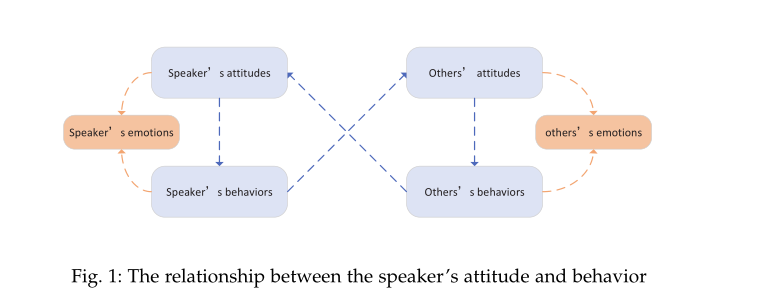 Speaker’s attitudes
Others’ attitudes
Speaker’s emotions
others’s emotions
Speaker’s behaviors
Others’s behaviors
Fig. 1: The relationship between the speaker’s attitude and behavior